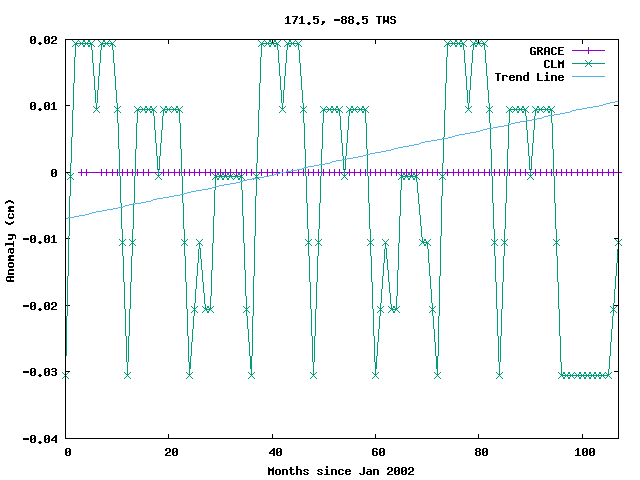 171.5, -88.5 TWS
GRACE
CLM
Trend Line
0.02
0.01
0
-0.01
-0.02
-0.03
-0.04
Anomaly (cm)
0 20 40 60 80 100
Months since Jan 2002